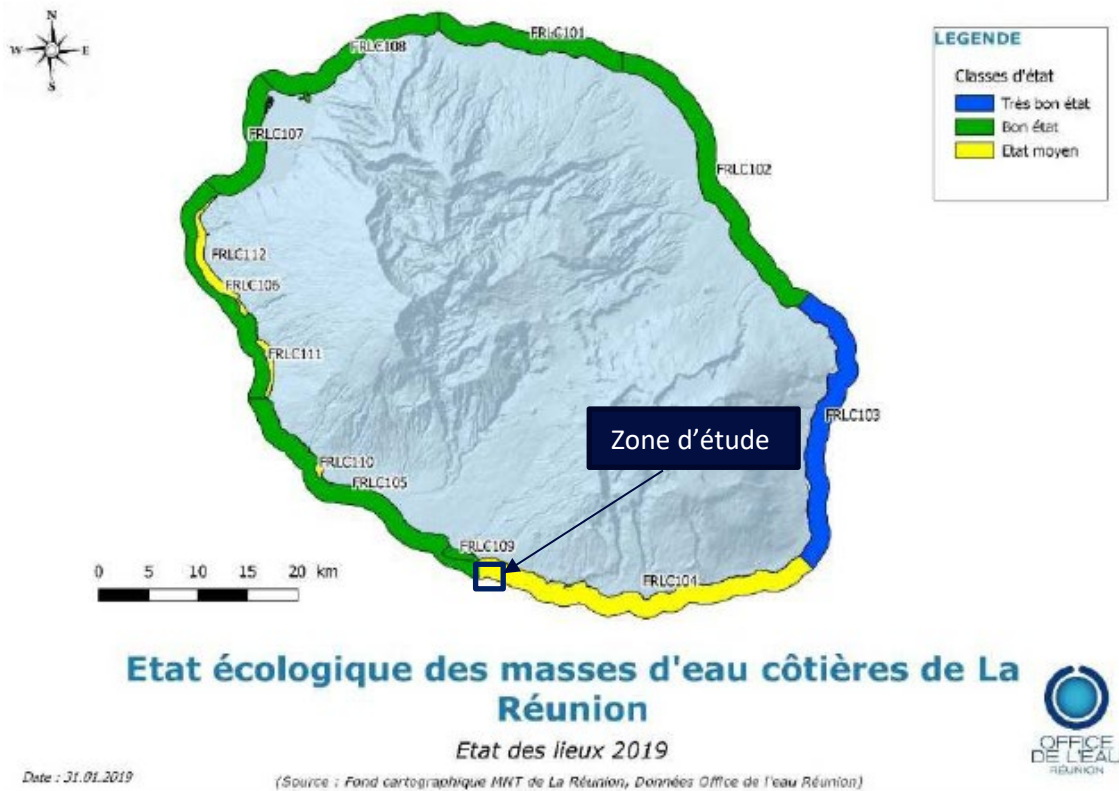 N
W E
S
FRLC108
FRLC101
LEGENDE
Classes d'état
Très bon état
Bon état
Etat moyen
FRLC107
FRLC102
FRLC112
FRLC106
FRLC111
FRLC103
Zone d'étude
FRLC110
FRLC105
FRLC109
FRLC104
0 5 10 15 20 km
Etat écologique des masses d'eau côtières de La
Réunion
Etat des lieux 2019
OFFICE
DE L'EAU
RÉUNION
Date : 31.01.2019
(Source : Fond cartographique MNT de La Réunion, Données Office de l'eau Réunion)